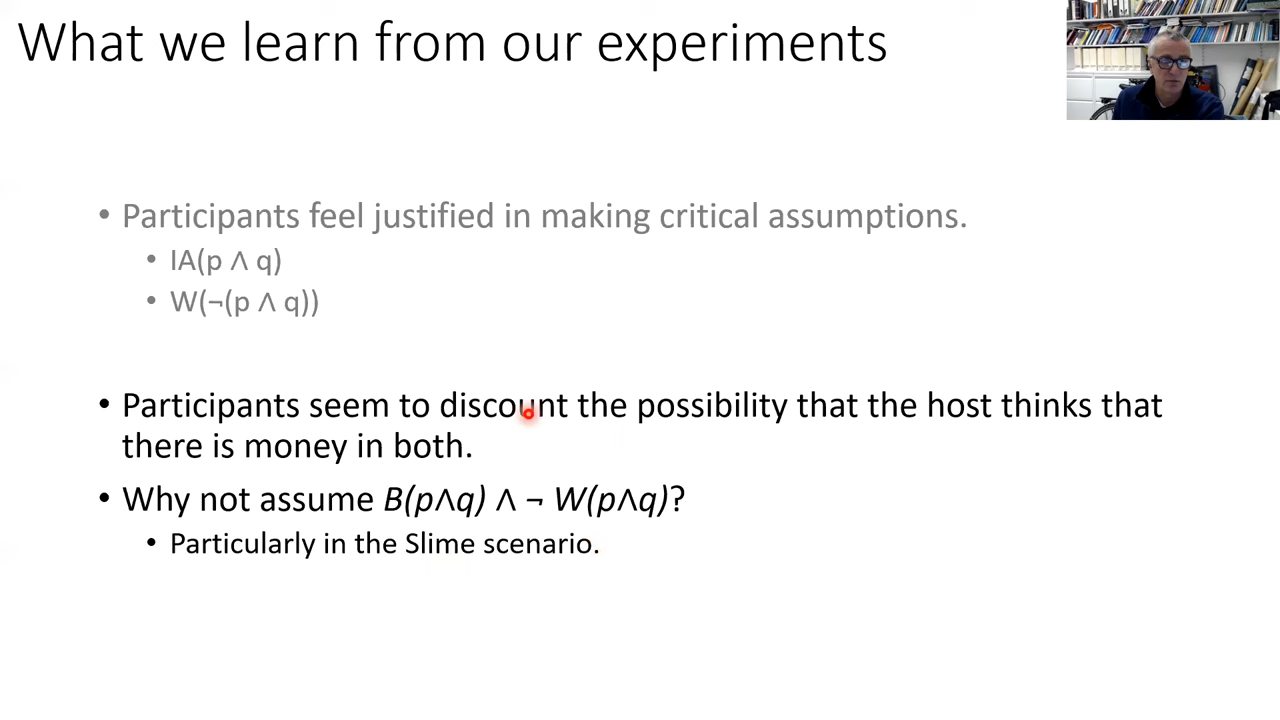 What we learn from our experiments
• Participants feel justified in making critical assumptions.
• IA(p ∧ q)
• W(¬(p ∧ q))
• Participants seem to discount the possibility that the host thinks that
there is money in both.
• Why not assume B(p∧q) ∧ ¬ W(p∧q)?
• Particularly in the Slime scenario.